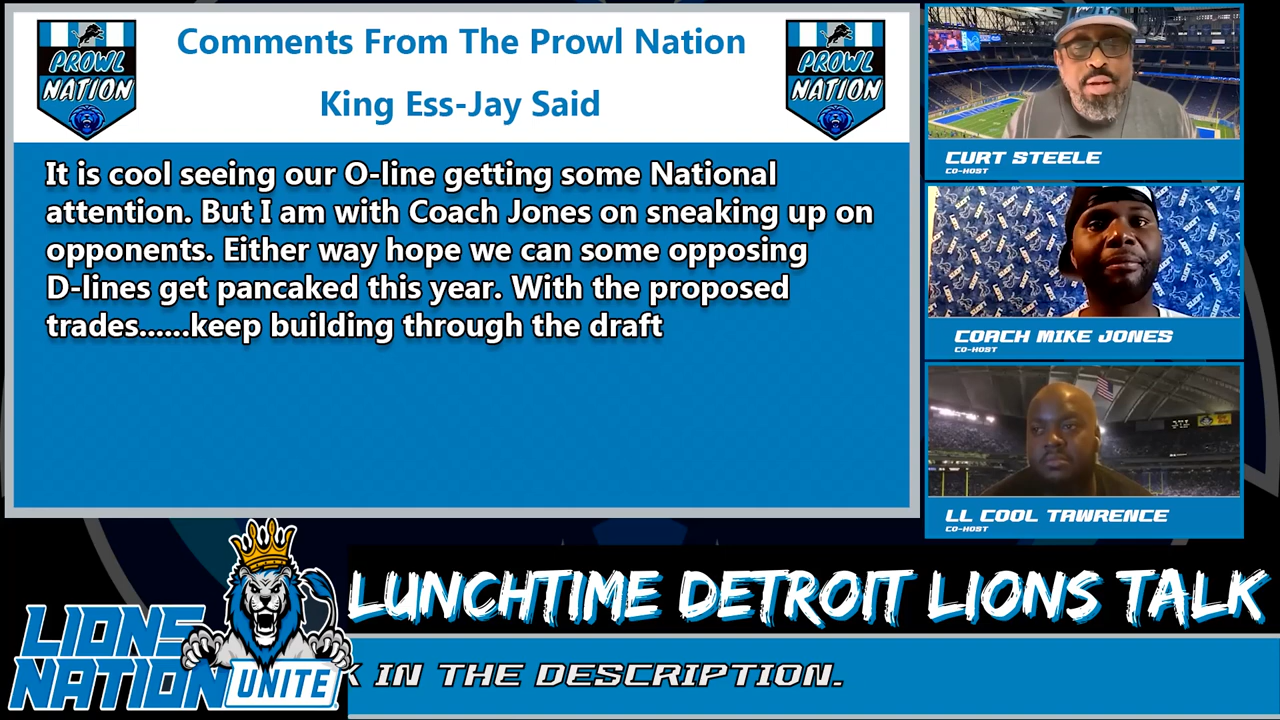 PROWL
NATION
Comments From The Prowl Nation
King Ess-Jay Said
PROWL
NATION
It is cool seeing our O-line getting some National
attention. But I am with Coach Jones on sneaking up on
opponents. Either way hope we can some opposing
D-lines get pancaked this year. With the proposed
trades......keep building through the draft
CURT STEELE
CO-HOST
COACH MIKE JONES
CO-HOST
LL COOL TAWRENCE
CO-HOST
LIONS
NATION
UNITE
LUNCHTIME DETROIT LIONS TALK
IN THE DESCRIPTION.